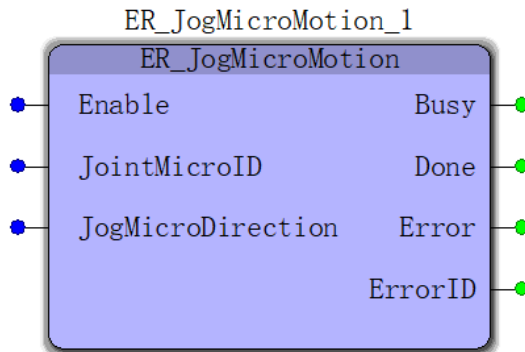 ER_JogMicroMotion_1
ER_JogMicroMotion
Enable Busy
JointMicroID Done
JogMicroDirection Error
ErrorID